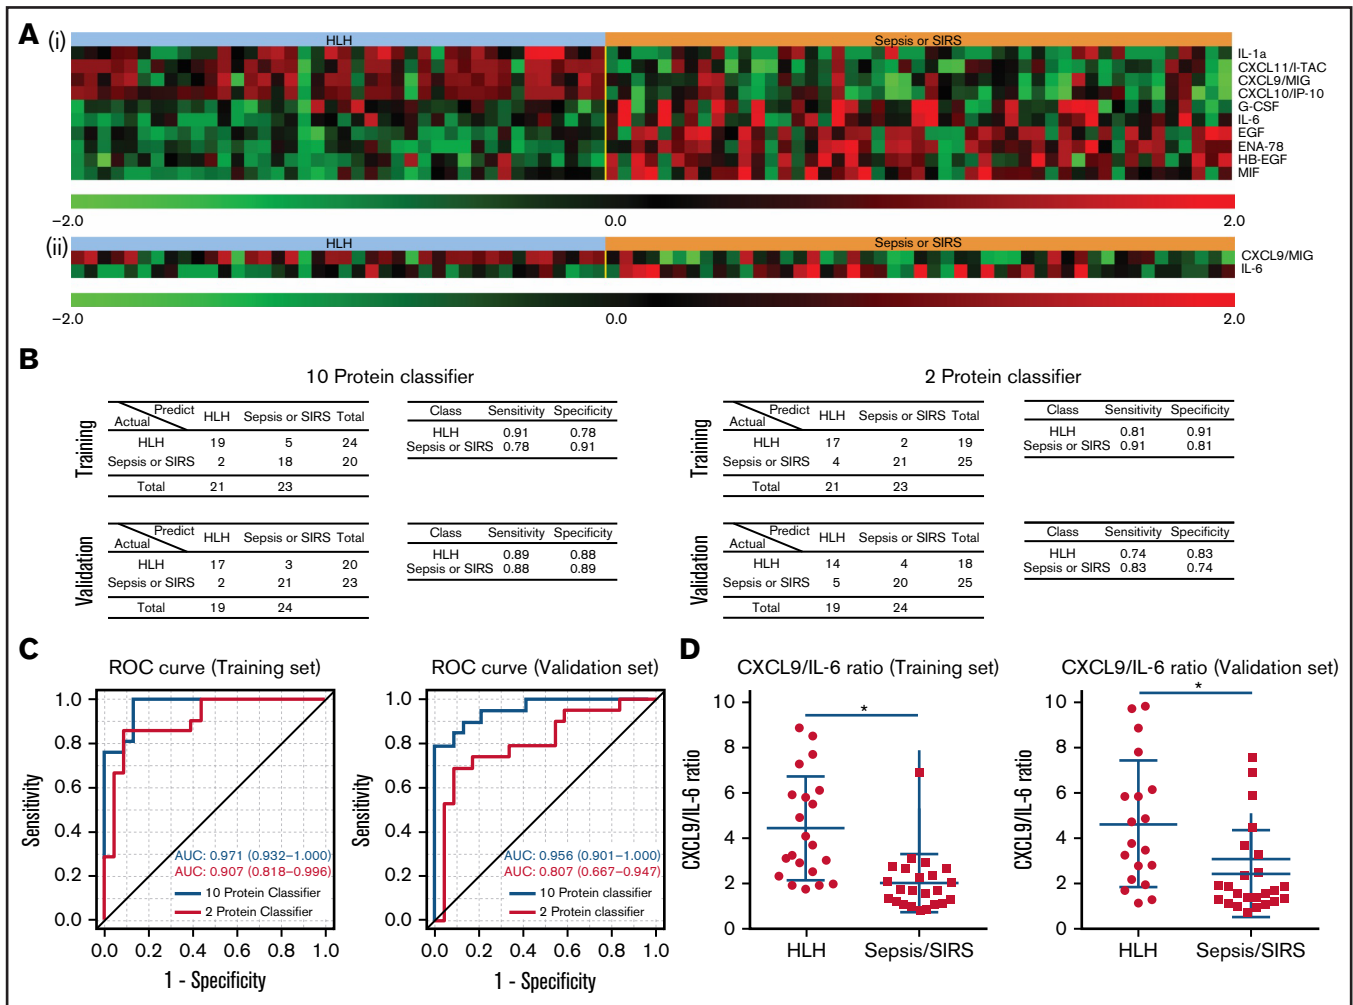 A
(i)
HLH
Sepsis or SIRS
IL-1a
CXCL11/I-TAC
CXCL9/MIG
CXCL10/IP-10
G-CSF
IL-6
EGF
ENA-78
HB-EGF
MIF
−2.0 0.0 2.0
(ii)
HLH
Sepsis or SIRS
CXCL9/MIG
IL-6
−2.0 0.0 2.0
B
10 Protein classifier
Training
Predict
Actual
HLH Sepsis or SIRS Total
HLH 19 5 24
Sepsis or SIRS 2 18 20
Total 21 23
Class Sensitivity Specificity
HLH 0.91 0.78
Sepsis or SIRS 0.78 0.91
Validation
Predict
Actual
HLH Sepsis or SIRS Total
HLH 17 3 20
Sepsis or SIRS 2 21 23
Total 19 24
Class Sensitivity Specificity
HLH 0.89 0.88
Sepsis or SIRS 0.88 0.89
2 Protein classifier
Training
Predict
Actual
HLH Sepsis or SIRS Total
HLH 17 2 19
Sepsis or SIRS 4 21 25
Total 21 23
Class Sensitivity Specificity
HLH 0.81 0.91
Sepsis or SIRS 0.91 0.81
Validation
Predict
Actual
HLH Sepsis or SIRS Total
HLH 14 4 18
Sepsis or SIRS 5 20 25
Total 19 24
Class Sensitivity Specificity
HLH 0.74 0.83
Sepsis or SIRS 0.83 0.74
C
ROC curve (Training set)
Sensitivity
1.0
0.8
0.6
0.4
0.2
0.0
AUC: 0.971 (0.932–1.000)
AUC: 0.907 (0.818–0.996)
10 Protein Classifier
2 Protein Classifier
0.0 0.2 0.4 0.6 0.8 1.0
1 - Specificity
ROC curve (Validation set)
Sensitivity
1.0
0.8
0.6
0.4
0.2
0.0
AUC: 0.956 (0.901–1.000)
AUC: 0.807 (0.667–0.947)
10 Protein Classifier
2 Protein Classifier
0.0 0.2 0.4 0.6 0.8 1.0
1 - Specificity
D
CXCL9/IL-6 ratio (Training set)
CXCL9/IL-6 ratio
10
8
6
4
2
0
*
HLH Sepsis/SIRS
CXCL9/IL-6 ratio (Validation set)
CXCL9/IL-6 ratio
10
8
6
4
2
0
*
HLH Sepsis/SIRS